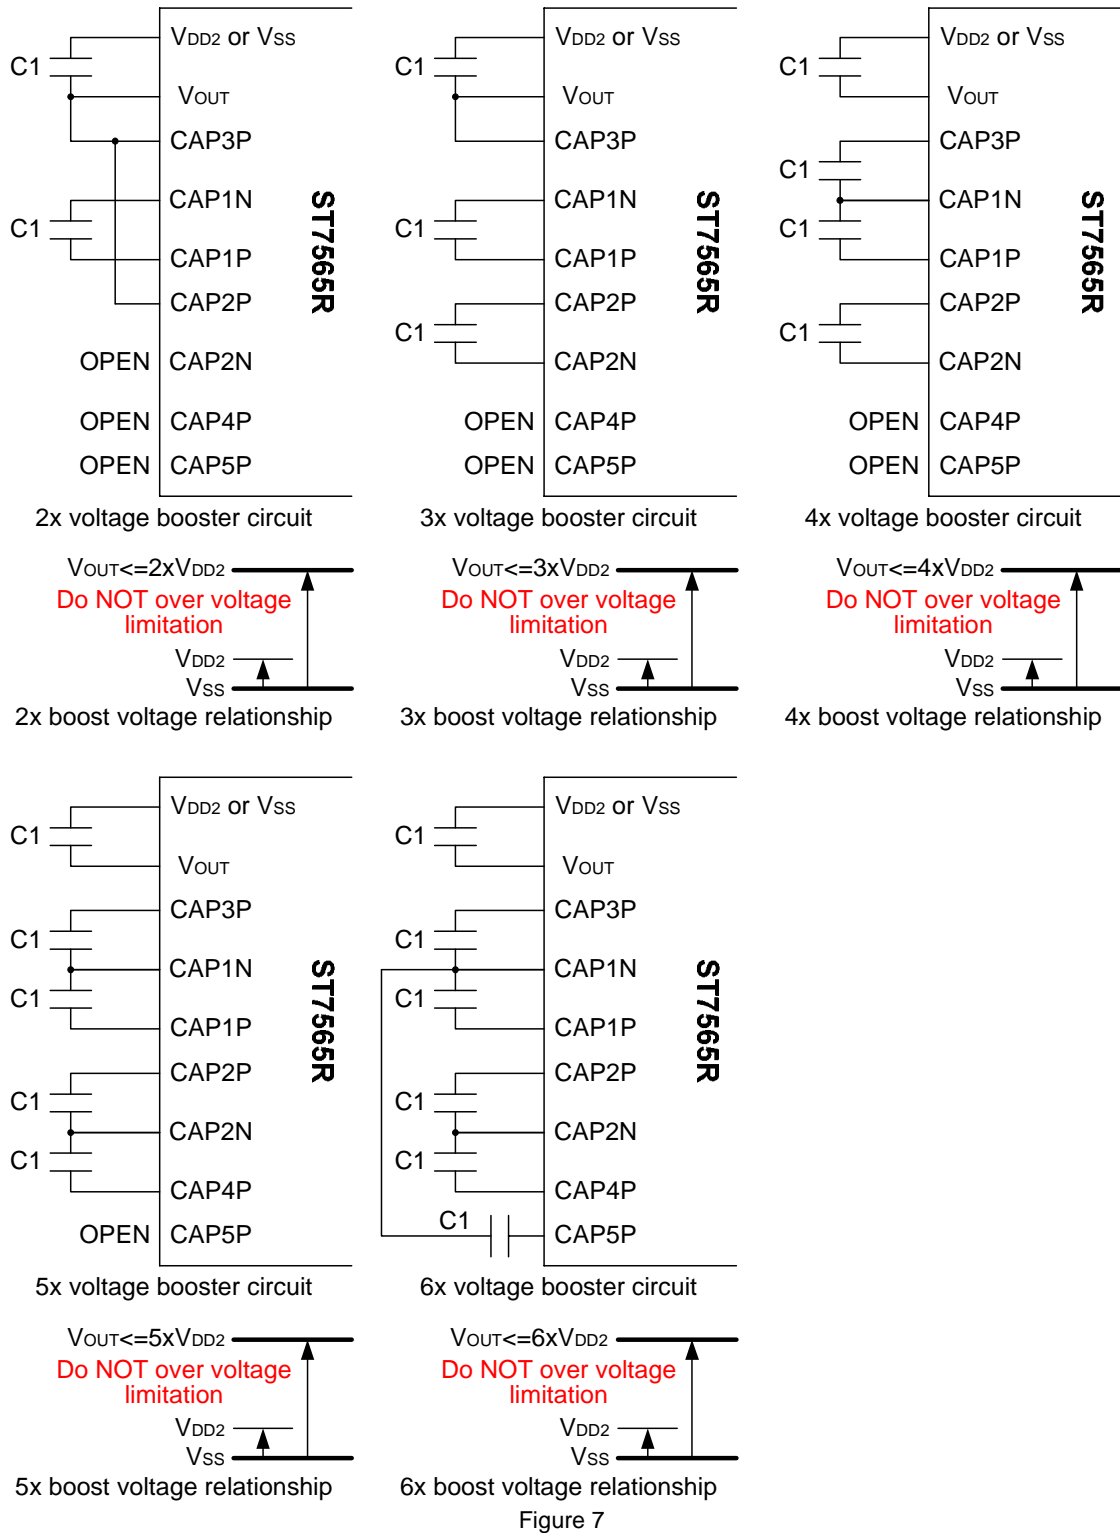 VDD2 or VSS
C1
VOUT
CAP3P
CAP1N
C1
CAP1P
CAP2P
OPEN CAP2N
OPEN CAP4P
OPEN CAP5P
ST7565R
2x voltage booster circuit
VDD2 or VSS
C1
VOUT
CAP3P
CAP1N
C1
CAP1P
CAP2P
C1
CAP2N
OPEN CAP4P
OPEN CAP5P
ST7565R
3x voltage booster circuit
VDD2 or VSS
C1
VOUT
CAP3P
C1
CAP1N
C1
CAP1P
CAP2P
C1
CAP2N
OPEN CAP4P
OPEN CAP5P
ST7565R
4x voltage booster circuit
VOUT<=2xVDD2
Do NOT over voltage
limitation
VDD2
VSS
2x boost voltage relationship
VOUT<=3xVDD2
Do NOT over voltage
limitation
VDD2
VSS
3x boost voltage relationship
VOUT<=4xVDD2
Do NOT over voltage
limitation
VDD2
VSS
4x boost voltage relationship
VDD2 or VSS
C1
VOUT
CAP3P
C1
CAP1N
C1
CAP1P
CAP2P
C1
CAP2N
C1
CAP4P
OPEN CAP5P
ST7565R
5x voltage booster circuit
VDD2 or VSS
C1
VOUT
CAP3P
C1
CAP1N
C1
CAP1P
CAP2P
C1
CAP2N
C1
CAP4P
C1
CAP5P
ST7565R
6x voltage booster circuit
VOUT<=5xVDD2
Do NOT over voltage
limitation
VDD2
VSS
5x boost voltage relationship
VOUT<=6xVDD2
Do NOT over voltage
limitation
VDD2
VSS
6x boost voltage relationship
Figure 7